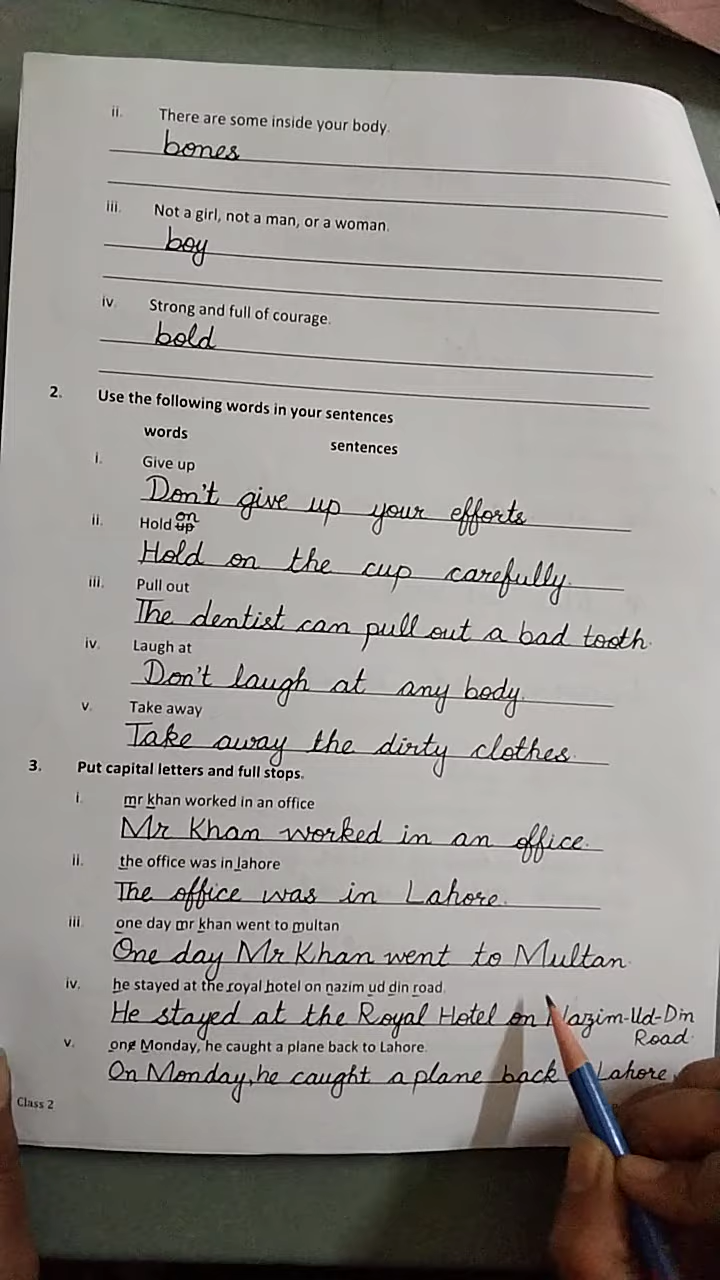 ii. There are some inside your body.
bones
iii. Not a girl, not a man, or a woman.
boy
iv. Strong and full of courage.
bold
2. Use the following words in your sentences
words sentences
i. Give up
Don't give up your efforts
ii. Hold up on
Hold on the cup carefully.
iii. Pull out
The dentist can pull out a bad tooth.
iv. Laugh at
Don't laugh at any body.
v. Take away
Take away the dirty clothes.
3. Put capital letters and full stops.
i. mr khan worked in an office
Mr Khan worked in an office.
ii. the office was in lahore
The office was in Lahore.
iii. one day mr khan went to multan
One day Mr Khan went to Multan.
iv. he stayed at the royal hotel on nazim ud din road.
He stayed at the Royal Hotel on Nazim-Ud-Din
Road.
v. one Monday, he caught a plane back to Lahore.
On Monday, he caught a plane back Lahore.
Class 2